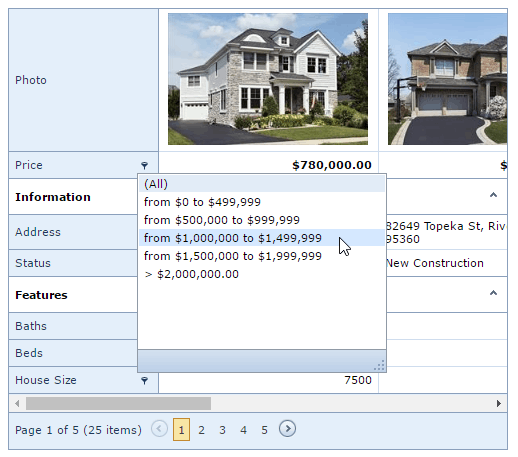 Photo
Price $780,000.00 $
(All)
from $0 to $499,999
from $500,000 to $999,999
from $1,000,000 to $1,499,999
from $1,500,000 to $1,999,999
> $2,000,000.00
Information
Address
82649 Topeka St, Riv
95360
Status New Construction
Features
Baths
Beds
House Size 7500
Page 1 of 5 (25 items) 1 2 3 4 5